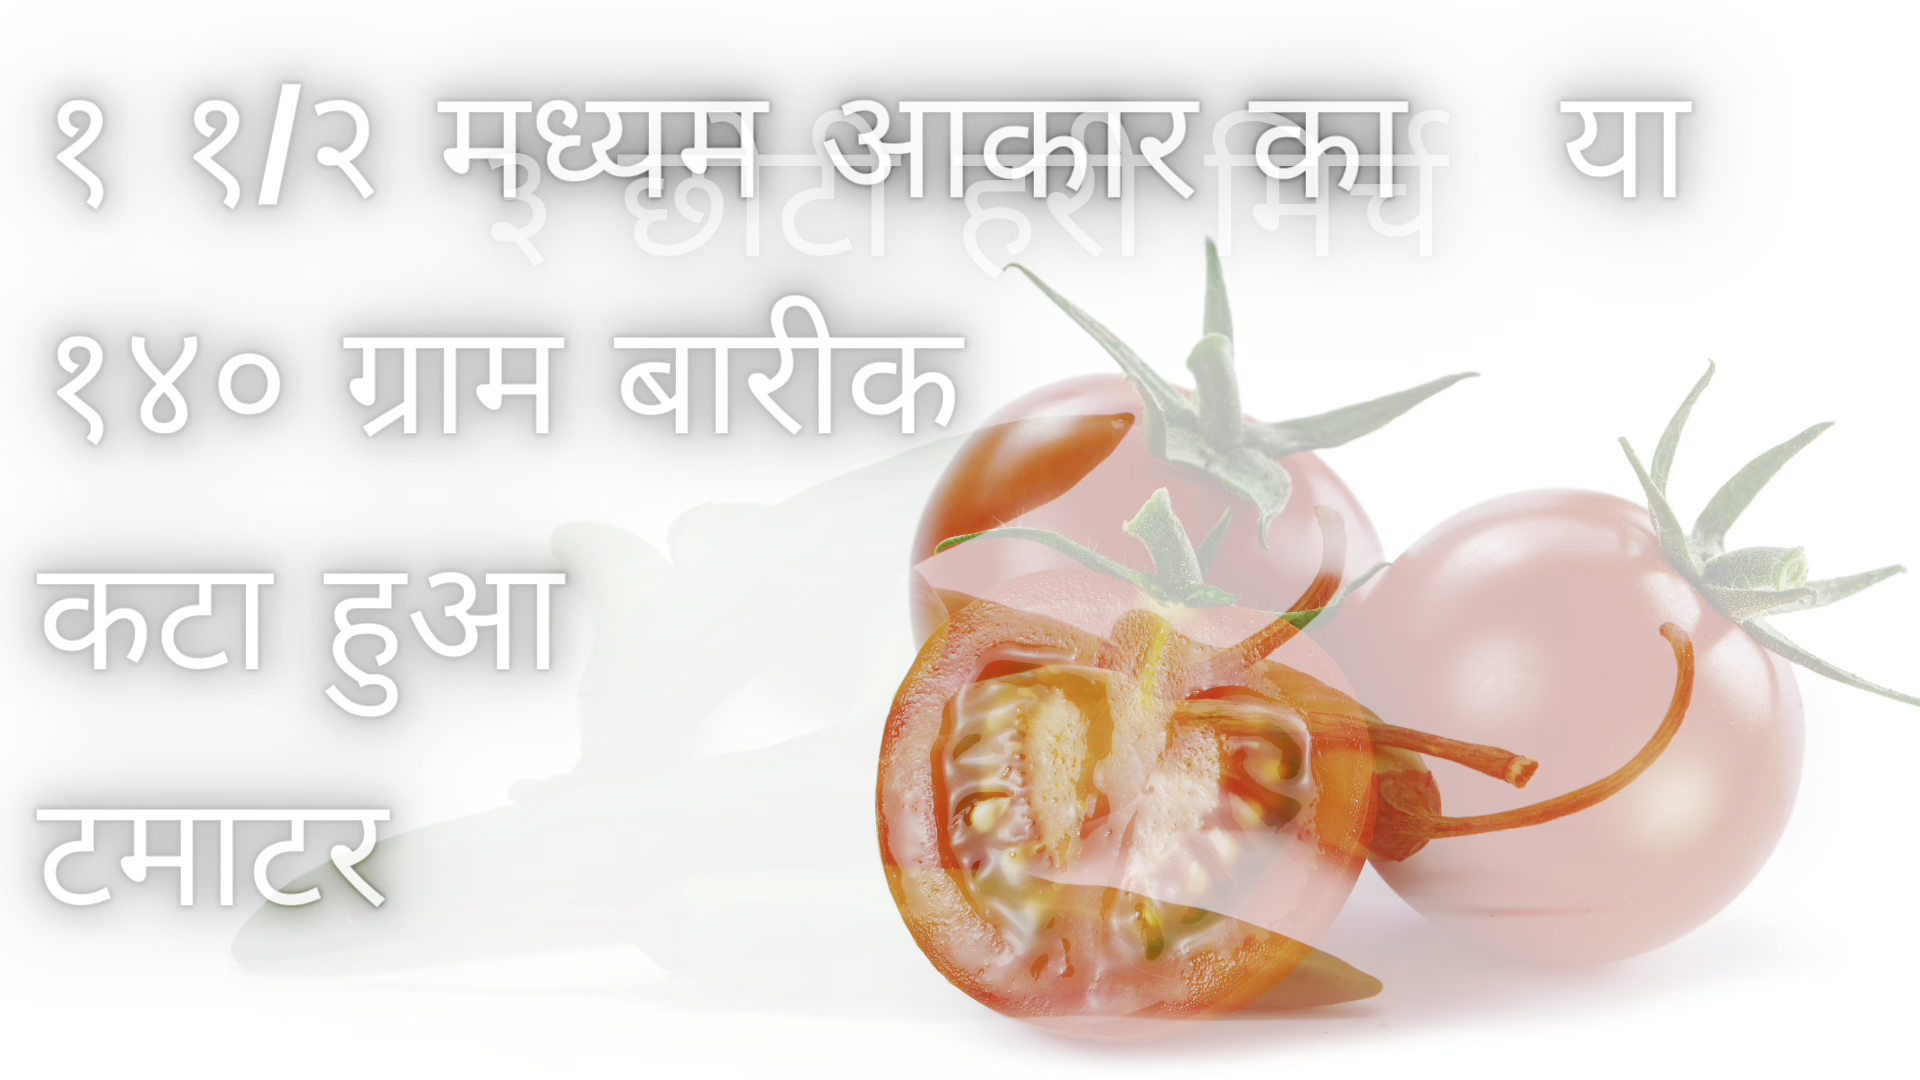 १ १/२ मध्यम आकार का या
३ छोटी हरी मिर्च
१४० ग्राम बारीक
कटा हुआ
टमाटर